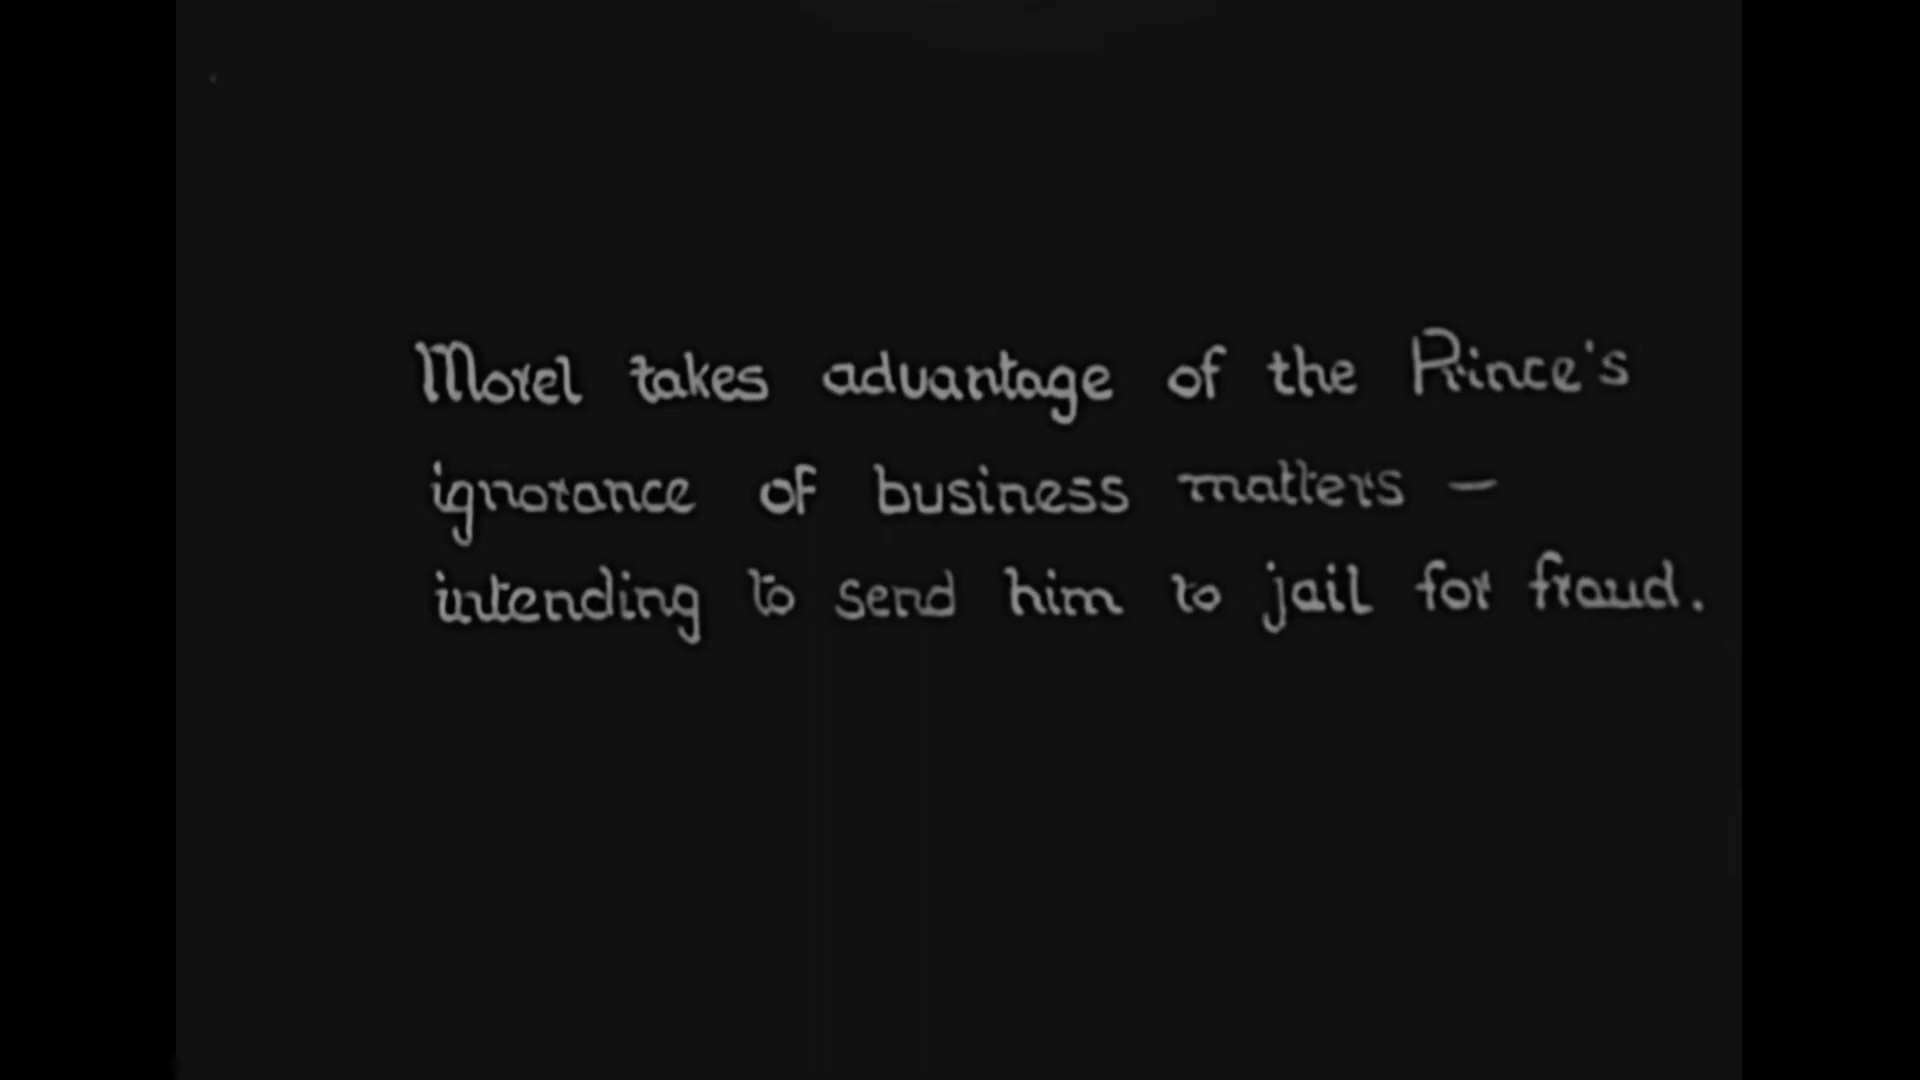 Morel takes advantage of the Prince's
ignorance of business matters —
intending to send him to jail for fraud.